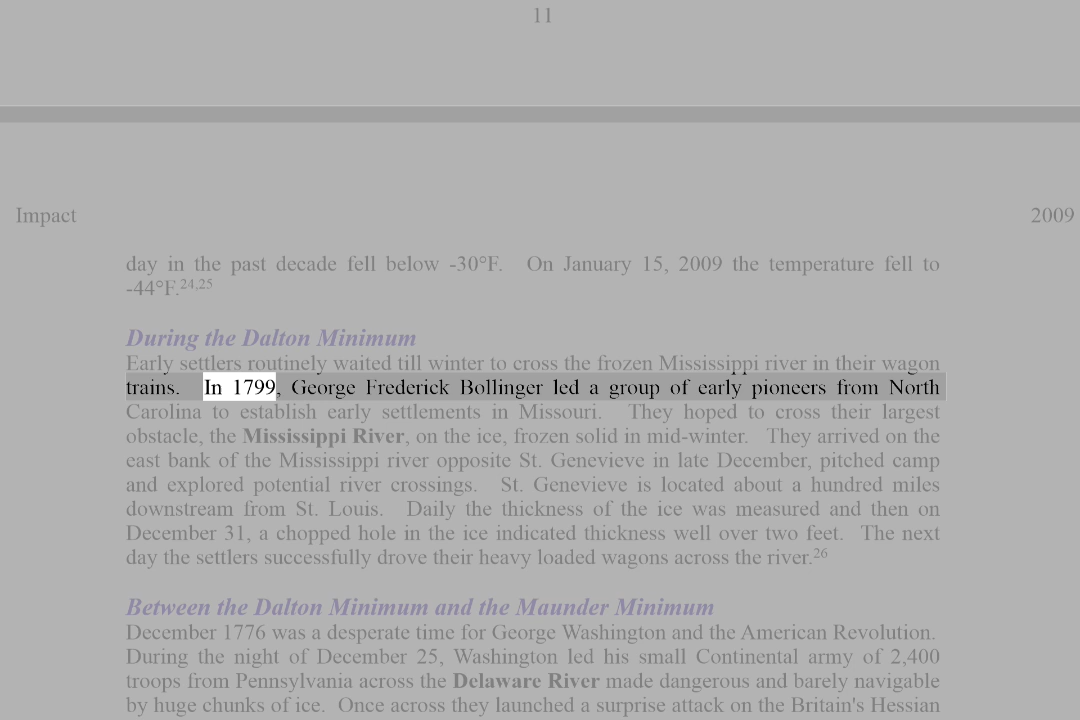 11
Impact 2009
day in the past decade fell below -30°F. On January 15, 2009 the temperature fell to
-44°F.24,25
During the Dalton Minimum
Early settlers routinely waited till winter to cross the frozen Mississippi river in their wagon
trains. In 1799, George Frederick Bollinger led a group of early pioneers from North
Carolina to establish early settlements in Missouri. They hoped to cross their largest
obstacle, the Mississippi River, on the ice, frozen solid in mid-winter. They arrived on the
east bank of the Mississippi river opposite St. Genevieve in late December, pitched camp
and explored potential river crossings. St. Genevieve is located about a hundred miles
downstream from St. Louis. Daily the thickness of the ice was measured and then on
December 31, a chopped hole in the ice indicated thickness well over two feet. The next
day the settlers successfully drove their heavy loaded wagons across the river.26
Between the Dalton Minimum and the Maunder Minimum
December 1776 was a desperate time for George Washington and the American Revolution.
During the night of December 25, Washington led his small Continental army of 2,400
troops from Pennsylvania across the Delaware River made dangerous and barely navigable
by huge chunks of ice. Once across they launched a surprise attack on the Britain's Hessian